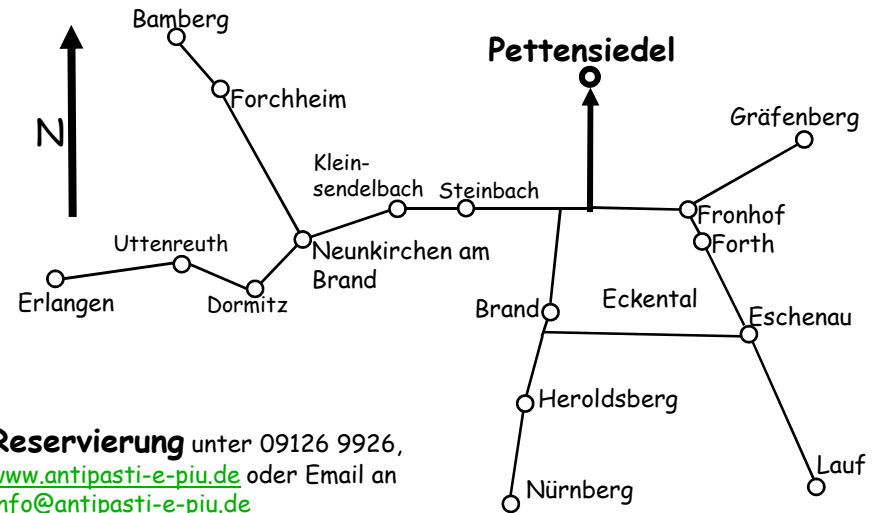 Bamberg
Pettensiedel
Forchheim
Gräfenberg
N
Klein-
sendelbach
Steinbach
Fronhof
Uttenreuth
Neunkirchen am
Brand
Forth
Erlangen
Dormitz
Brand
Eckental
Eschenau
Heroldsberg
Reservierung unter 09126 9926,
www.antipasti-e-piu.de oder Email an
info@antipasti-e-piu.de
Lauf
Nürnberg